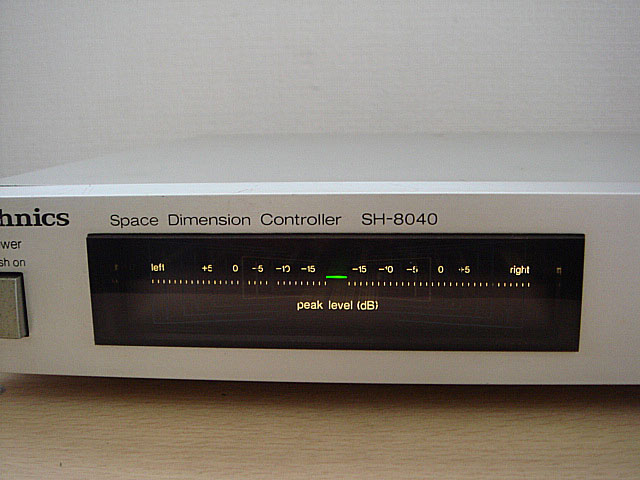 hnics
Space Dimension Controller SH-8040
wer
sh on
left +5 0 -5 -10 -15 -15 -10 -5 0 +5 right
peak level (dB)